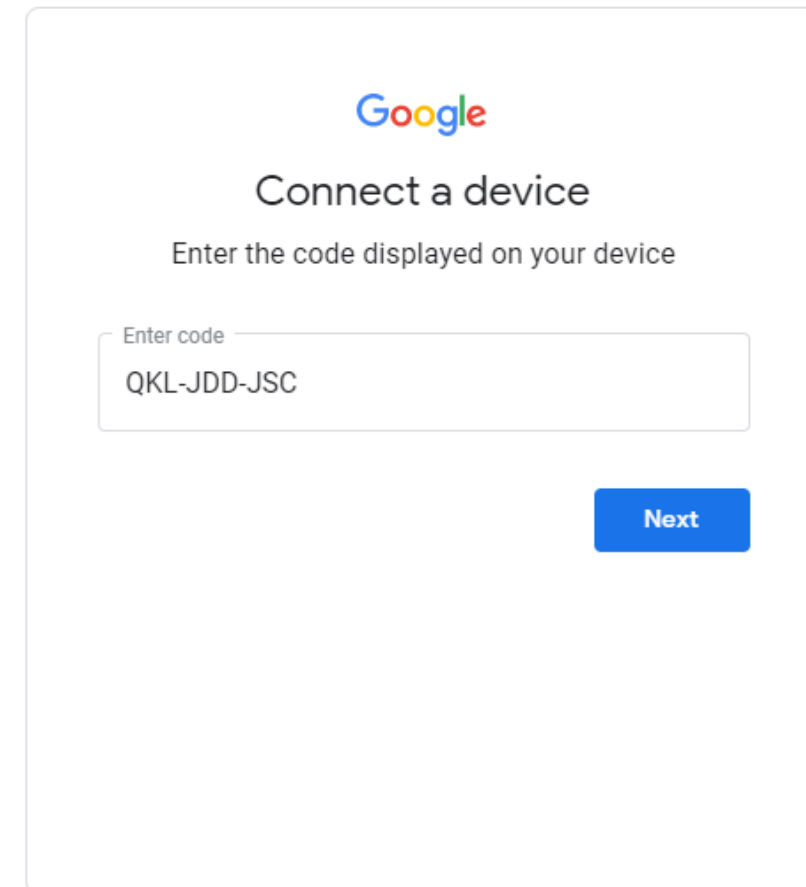 Google
Connect a device
Enter the code displayed on your device
Enter code
QKL-JDD-JSC
Next